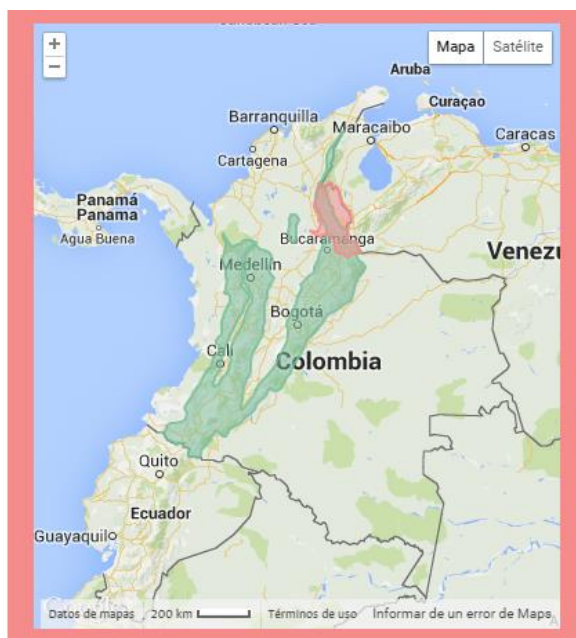 +
Mapa Satélite
−
Aruba
Curaçao
Barranquilla
Maracaibo
Caracas
Cartagena
Panamá
Panama
Agua Buena
Bucaramanga
Medellín
Bogotá
Cali
Colombia
Quito
Ecuador
Guayaquil
Datos de mapas 200 km Términos de uso Informar de un error de Maps